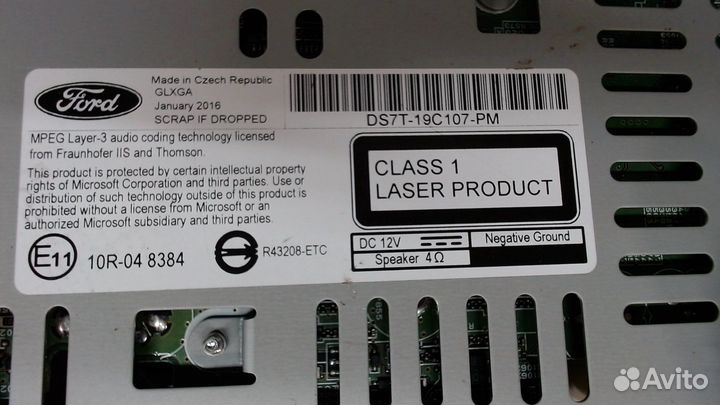 Ford
Made in Czech Republic
GLXGA
January 2016
SCRAP IF DROPPED
DS7T-19C107-PM
MPEG Layer-3 audio coding technology licensed
from Fraunhofer IIS and Thomson.
This product is protected by certain intellectual property
rights of Microsoft Corporation and third parties. Use or
distribution of such technology outside of this product is
prohibited without a license from Microsoft or an
authorized Microsoft subsidiary and third parties.
CLASS 1
LASER PRODUCT
E11 10R-04 8384
R43208-ETC
DC 12V Negative Ground
Speaker 4Ω
Avito